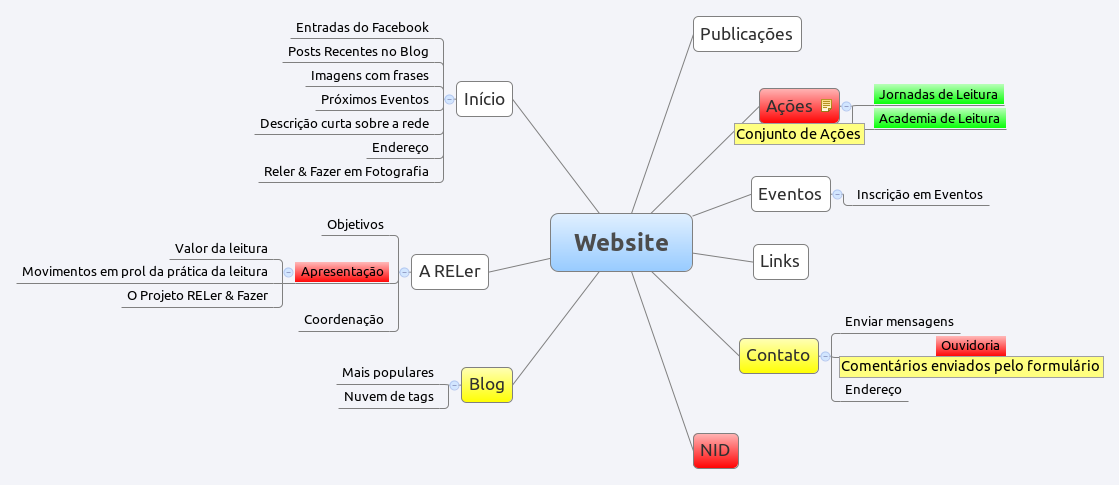 Website
Início
Entradas do Facebook
Posts Recentes no Blog
Imagens com frases
Próximos Eventos
Descrição curta sobre a rede
Endereço
Reler & Fazer em Fotografia
A RELer
Objetivos
Apresentação
Valor da leitura
Movimentos em prol da prática da leitura
O Projeto RELer & Fazer
Coordenação
Blog
Mais populares
Nuvem de tags
Publicações
Ações
Conjunto de Ações
Jornadas de Leitura
Academia de Leitura
Eventos
Inscrição em Eventos
Links
Contato
Enviar mensagens
Ouvidoria
Comentários enviados pelo formulário
Endereço
NID